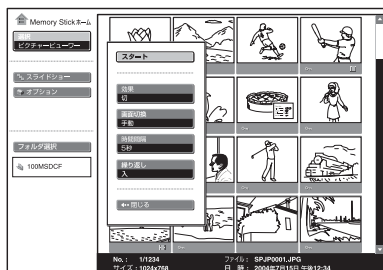 Memory Stickホーム
選択
ピクチャービューワー
スライドショー
オプション
フォルダ選択
100MSDCF
スタート
効果
切
画面切換
手動
時間間隔
5秒
繰り返し
入
閉じる
No.: 1/1234
サイズ: 1024x768
ファイル: SPJP0001.JPG
日 時: 2004年7月15日 午後12:34